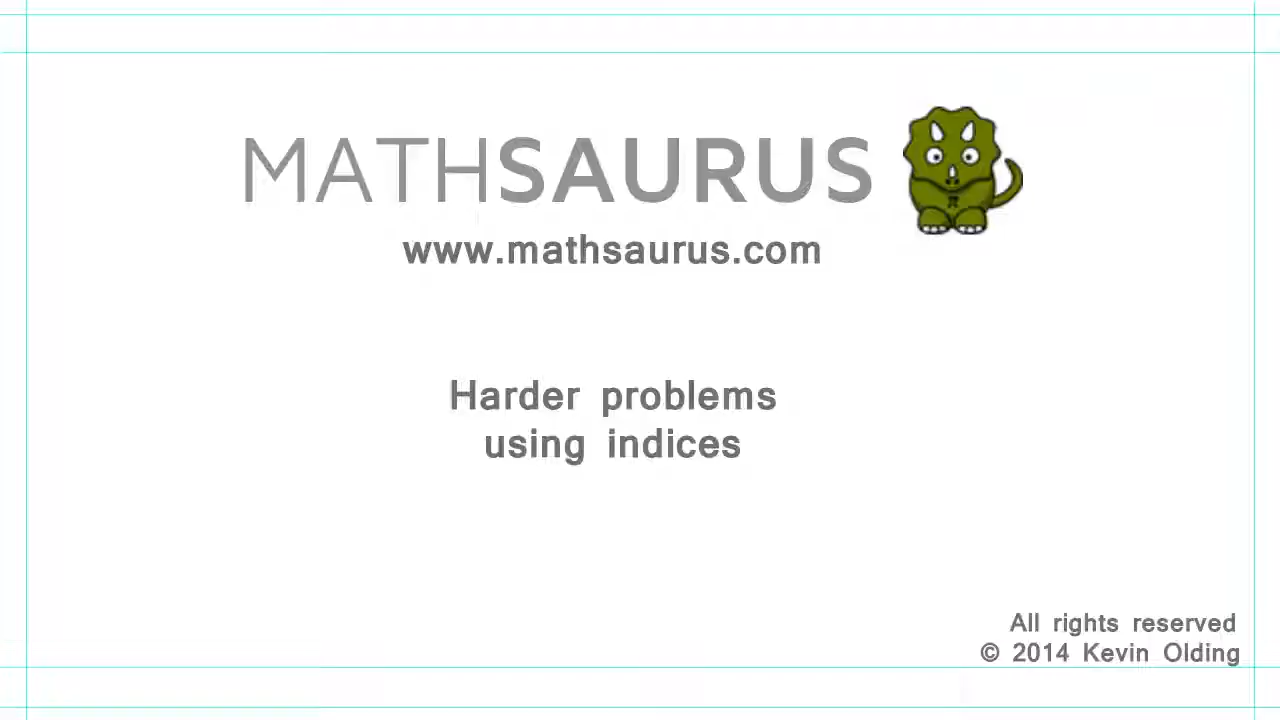 MATHSAURUS
www.mathsaurus.com
Harder problems
using indices
All rights reserved
© 2014 Kevin Olding